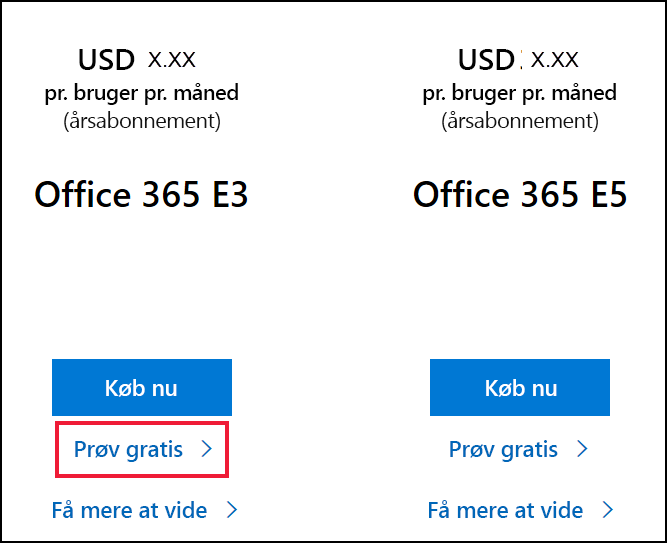 USD x.xx
pr. bruger pr. måned
(årsabonnement)
Office 365 E3
Køb nu
Prøv gratis
Få mere at vide
USD x.xx
pr. bruger pr. måned
(årsabonnement)
Office 365 E5
Køb nu
Prøv gratis
Få mere at vide